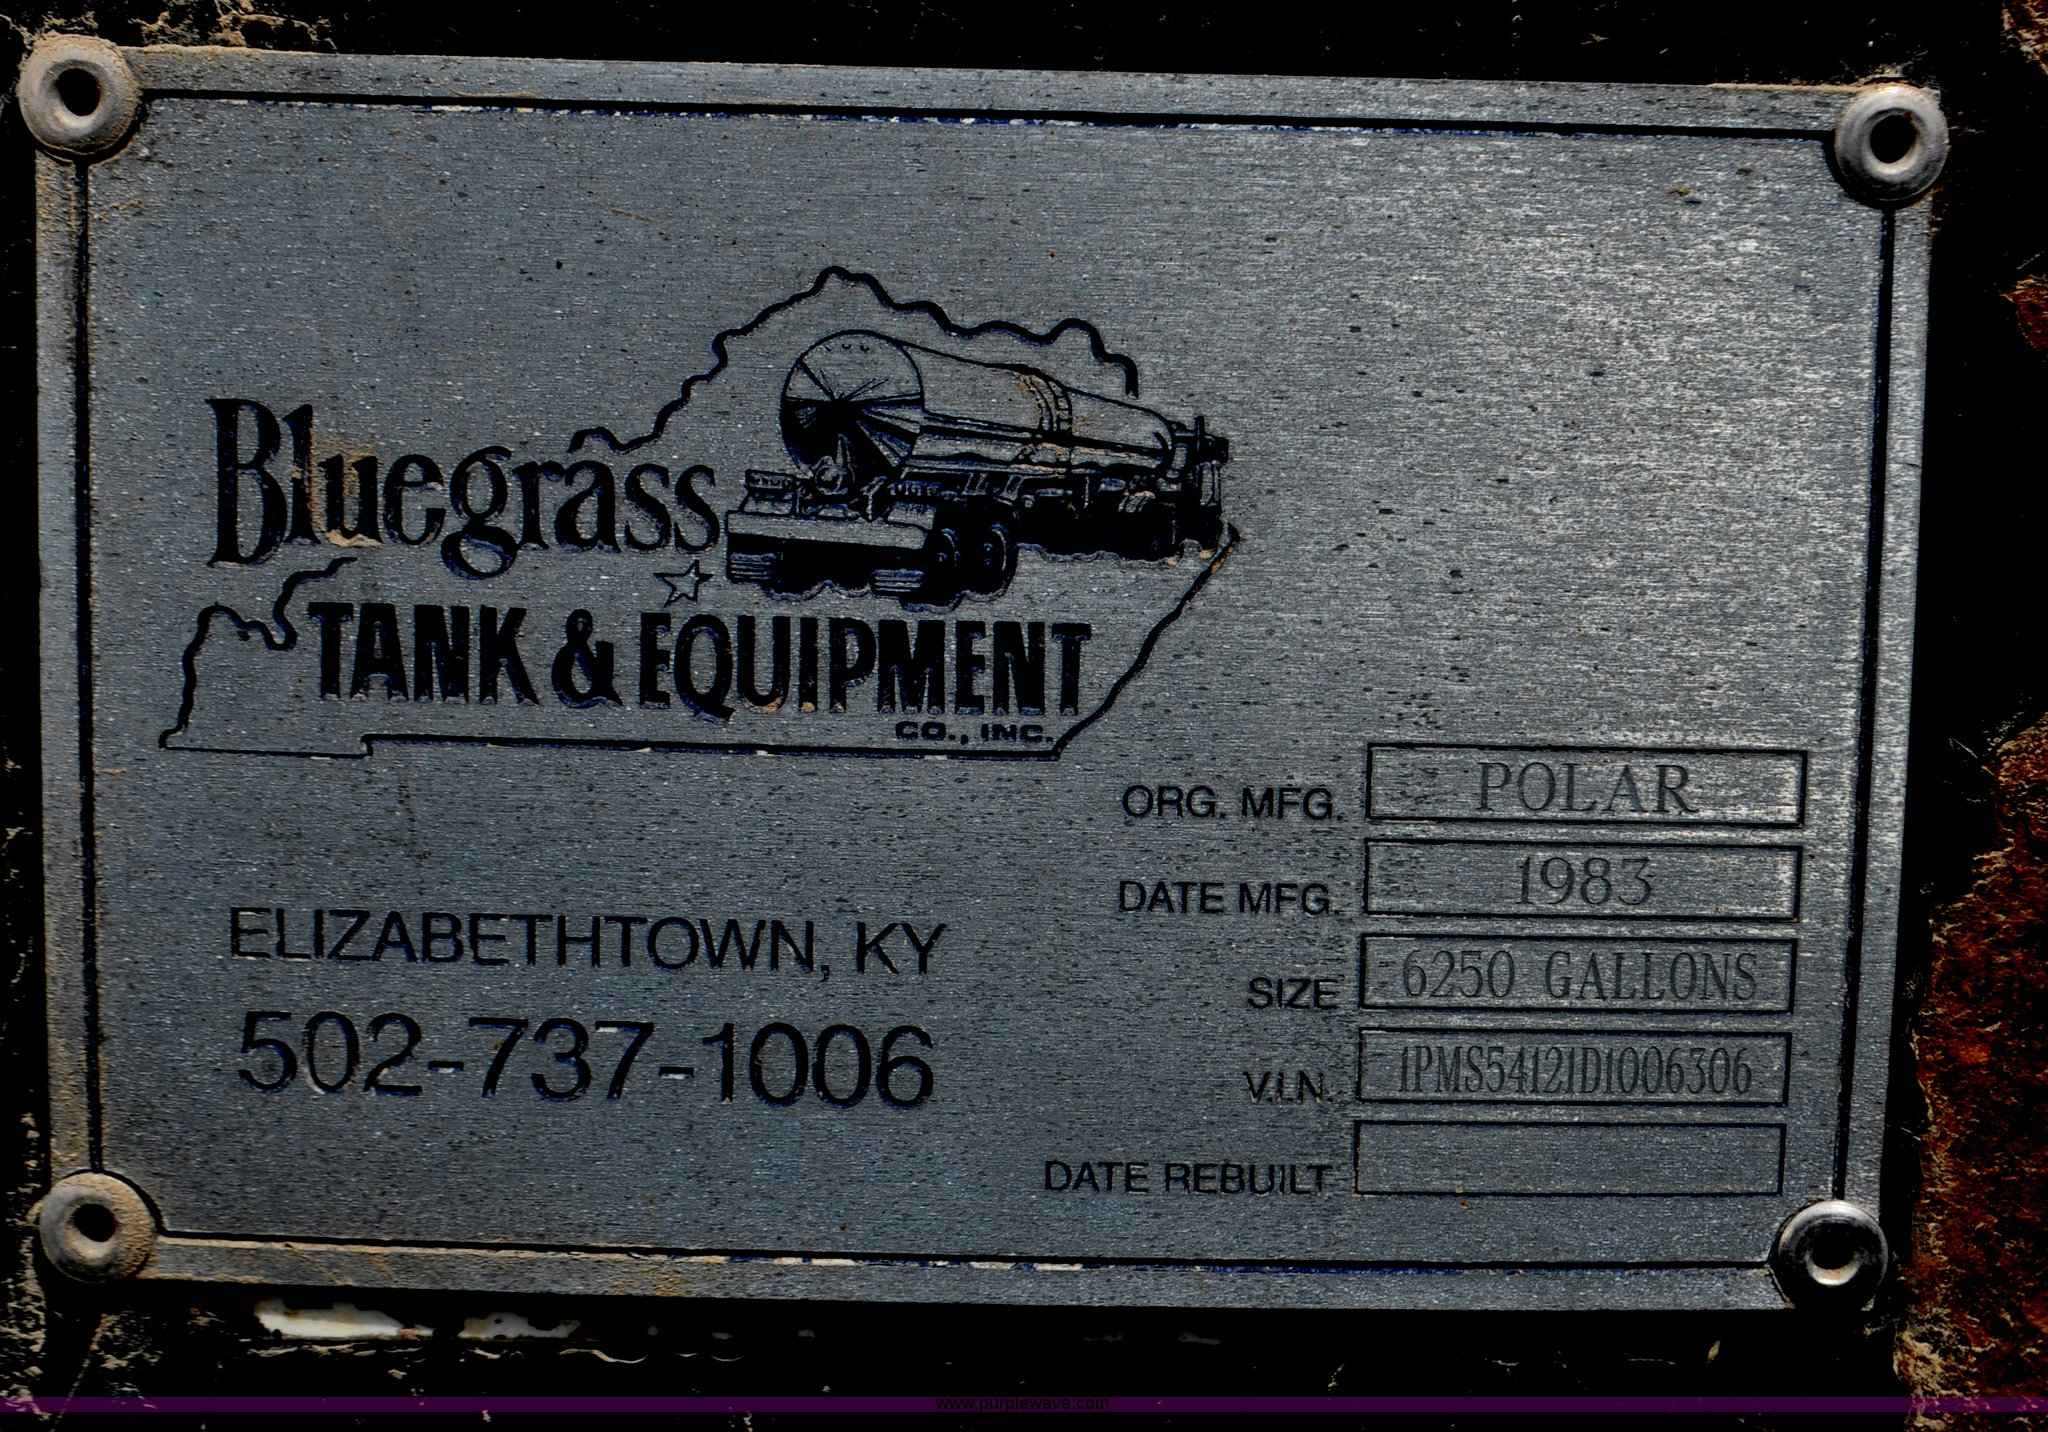 Bluegrass
TANK & EQUIPMENT
CO., INC.
ELIZABETHTOWN, KY
502-737-1006
ORG. MFG. POLAR
DATE MFG. 1983
SIZE 6250 GALLONS
V.I.N. 1PMS54121D1006306
DATE REBUILT
www.purplewave.com